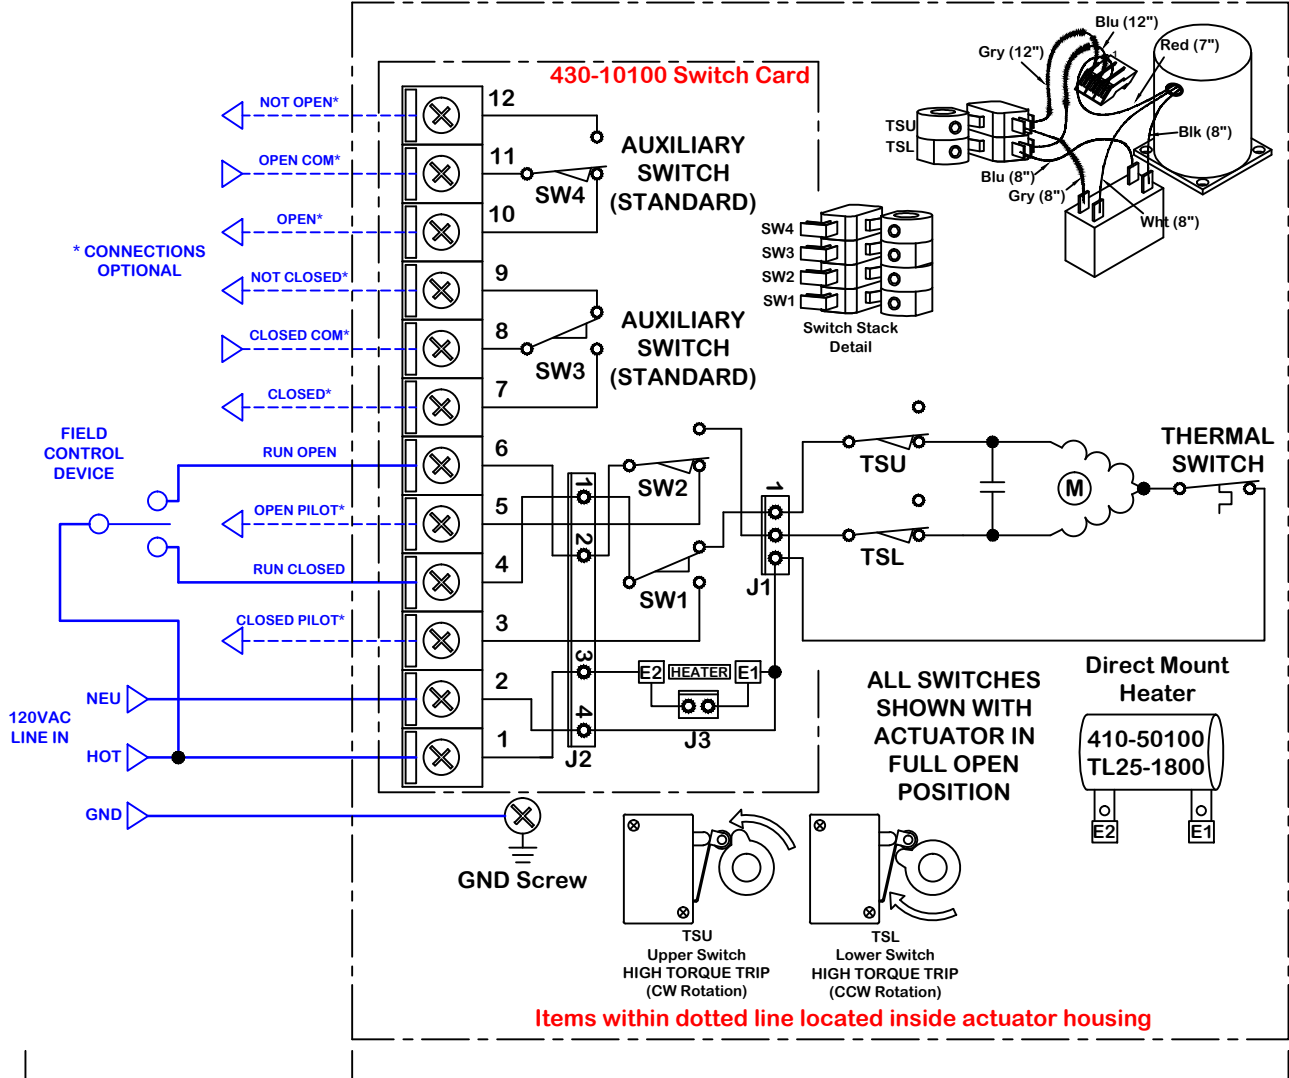 430-10100 Switch Card
Blu (12")
Gry (12")
Red (7")
1
TSU
TSL
Blk (8")
Blu (8")
Gry (8")
Wht (8")
NOT OPEN*
12
OPEN COM*
11
OPEN*
10
SW4
AUXILIARY
SWITCH
(STANDARD)
* CONNECTIONS
OPTIONAL
NOT CLOSED*
9
CLOSED COM*
8
CLOSED*
7
SW3
AUXILIARY
SWITCH
(STANDARD)
SW4
SW3
SW2
SW1
Switch Stack
Detail
FIELD
CONTROL
DEVICE
RUN OPEN
6
OPEN PILOT*
5
RUN CLOSED
4
CLOSED PILOT*
3
NEU
2
120VAC
LINE IN
HOT
1
GND
1
2
3
4
J2
SW2
SW1
1
J1
E2
HEATER
E1
J3
TSU
TSL
M
THERMAL
SWITCH
ALL SWITCHES
SHOWN WITH
ACTUATOR IN
FULL OPEN
POSITION
Direct Mount
Heater
410-50100
TL25-1800
E2
E1
GND Screw
TSU
Upper Switch
HIGH TORQUE TRIP
(CW Rotation)
TSL
Lower Switch
HIGH TORQUE TRIP
(CCW Rotation)
Items within dotted line located inside actuator housing